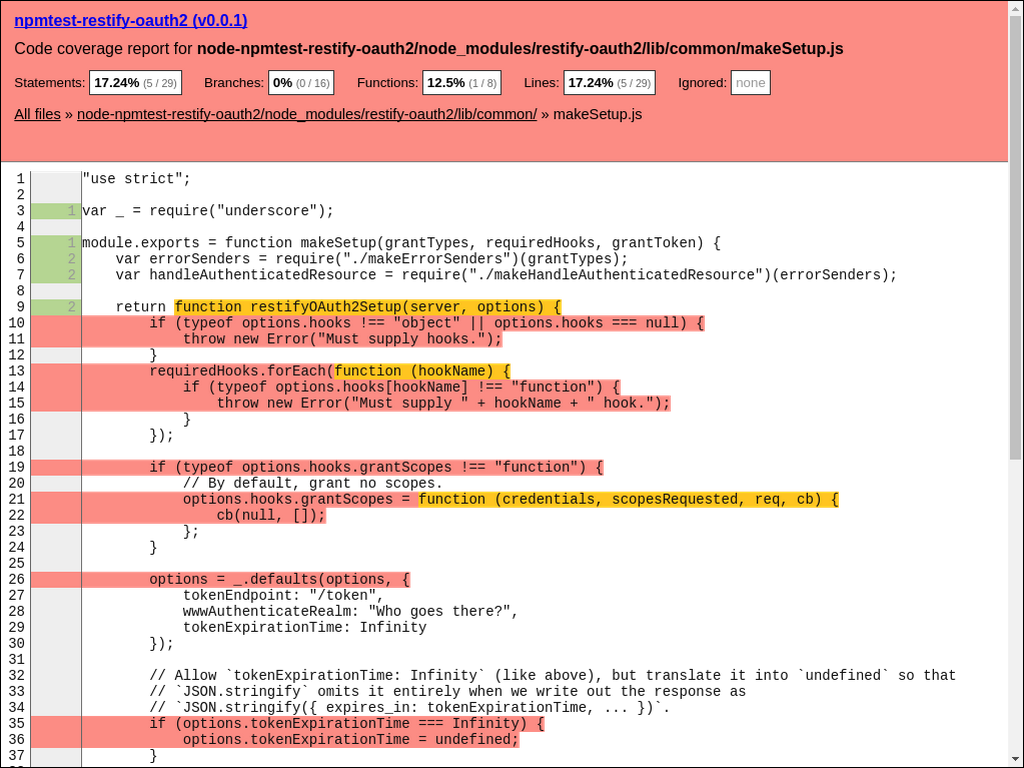 npmtest-restify-oauth2 (v0.0.1)
Code coverage report for node-npmtest-restify-oauth2/node_modules/restify-oauth2/lib/common/makeSetup.js
Statements: 17.24% (5 / 29) Branches: 0% (0 / 16) Functions: 12.5% (1 / 8) Lines: 17.24% (5 / 29) Ignored: none
All files » node-npmtest-restify-oauth2/node_modules/restify-oauth2/lib/common/ » makeSetup.js
1 "use strict";
2
3 1 var _ = require("underscore");
4
5 1 module.exports = function makeSetup(grantTypes, requiredHooks, grantToken) {
6 2     var errorSenders = require("./makeErrorSenders")(grantTypes);
7 2     var handleAuthenticatedResource = require("./makeHandleAuthenticatedResource")(errorSenders);
8
9 2     return function restifyOAuth2Setup(server, options) {
10         if (typeof options.hooks !== "object" || options.hooks === null) {
11             throw new Error("Must supply hooks.");
12         }
13         requiredHooks.forEach(function (hookName) {
14             if (typeof options.hooks[hookName] !== "function") {
15                 throw new Error("Must supply " + hookName + " hook.");
16             }
17         });
18
19         if (typeof options.hooks.grantScopes !== "function") {
20             // By default, grant no scopes.
21             options.hooks.grantScopes = function (credentials, scopesRequested, req, cb) {
22                 cb(null, []);
23             };
24         }
25
26         options = _.defaults(options, {
27             tokenEndpoint: "/token",
28             wwwAuthenticateRealm: "Who goes there?",
29             tokenExpirationTime: Infinity
30         });
31
32         // Allow `tokenExpirationTime: Infinity` (like above), but translate it into `undefined` so that
33         // `JSON.stringify` omits it entirely when we write out the response as
34         // `JSON.stringify({ expires_in: tokenExpirationTime, ... })`.
35         if (options.tokenExpirationTime === Infinity) {
36             options.tokenExpirationTime = undefined;
37         }